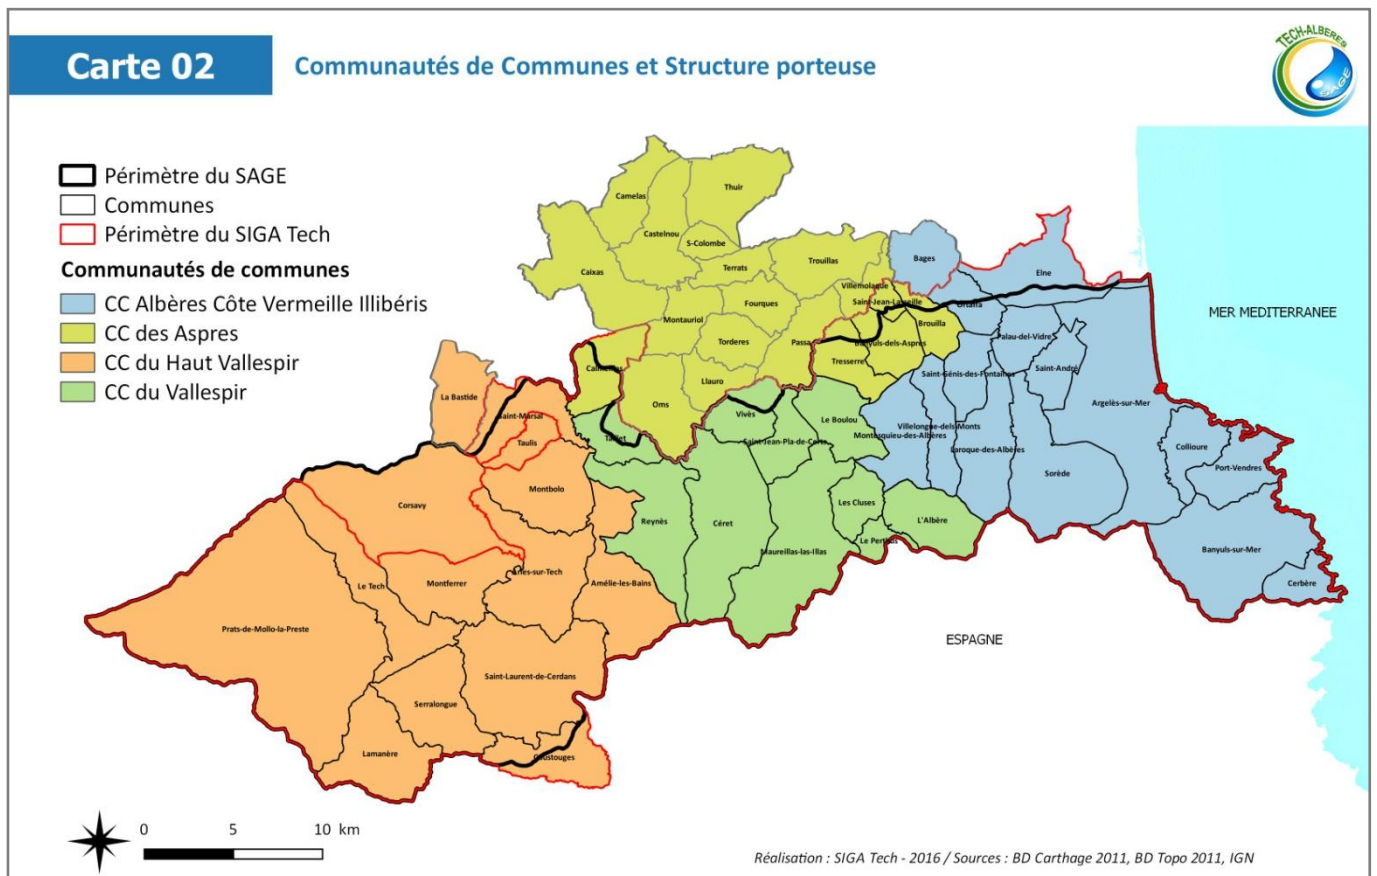 Carte 02
Communautés de Communes et Structure porteuse
TECH-ALBERES
SAGE
Périmètre du SAGE
Communes
Périmètre du SIGA Tech
Communautés de communes
CC Albères Côte Vermeille Illibéris
CC des Aspres
CC du Haut Vallespir
CC du Vallespir
Thuir
Camelas
Castelnou
S-Colombe
Caixas
Terrats
Trouillas
Bages
Elne
Villemolaque
Saint-Jean-Lasseille
Fourques
Montauriol
Brouilla
MER MEDITERRANEE
Torderes
Passa
Banyuls-dels-Aspres
Palau-del-Vidre
Tresserre
Saint-Génis-des-Fontaines
Saint-André
Llauro
La Bastide
Oms
Argelès-sur-Mer
Saint-Marsal
Vivès
Le Boulou
Taulis
Villelongue-dels-Monts
Montesquieu-des-Albères
Saint-Jean-Pla-de-Corts
Collioure
Laroque-des-Albères
Port-Vendres
Sorède
Montbolo
Corsavy
Les Cluses
Reynès
Céret
L'Albère
Le Perthus
Maureillas-las-Illas
Banyuls-sur-Mer
Le Tech
Montferrer
Amélie-les-Bains
Cerbère
Prats-de-Mollo-la-Preste
ESPAGNE
Saint-Laurent-de-Cerdans
Serralongue
Lamanère
0 5 10 km
Réalisation : SIGA Tech - 2016 / Sources : BD Carthage 2011, BD Topo 2011, IGN